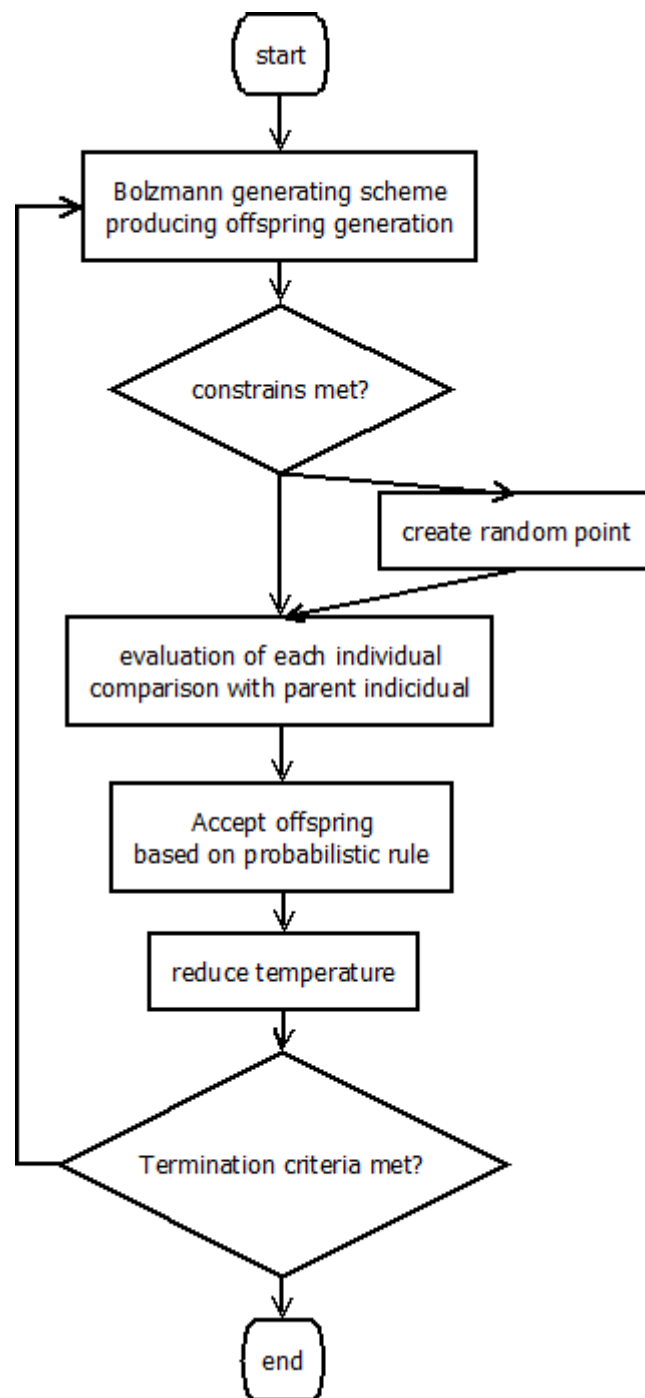 start
Bolzmann generating scheme
producing offspring generation
constrains met?
create random point
evaluation of each individual
comparison with parent indicidual
Accept offspring
based on probabilistic rule
reduce temperature
Termination criteria met?
end